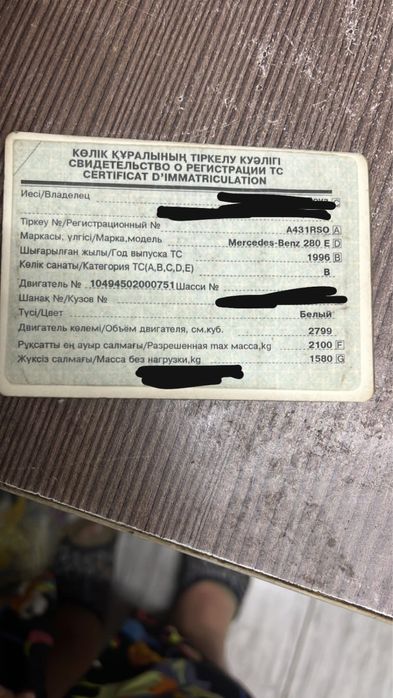 КӨЛІК ҚҰРАЛЫНЫҢ ТІРКЕЛУ КУӘЛІГІ
СВИДЕТЕЛЬСТВО О РЕГИСТРАЦИИ ТС
CERTIFICAT D'IMMATRICULATION
Иесі/Владелец C
Тіркеу №/Регистрационный № A431RSO A
Маркасы, үлгісі/Марка,модель Mercedes-Benz 280 E D
Шығарылған жылы/Год выпуска ТС 1996 B
Көлік санаты/Категория ТС(A,B,C,D,E) B
Двигатель № 10494502000751 Шасси №
Шанақ №/Кузов №
Түсі/Цвет Белый
Двигатель көлемі/Объём двигателя, см.куб. 2799
Рұқсатты ең ауыр салмағы/Разрешенная max масса,kg 2100 F
Жүксіз салмағы/Масса без нагрузки,kg 1580 G